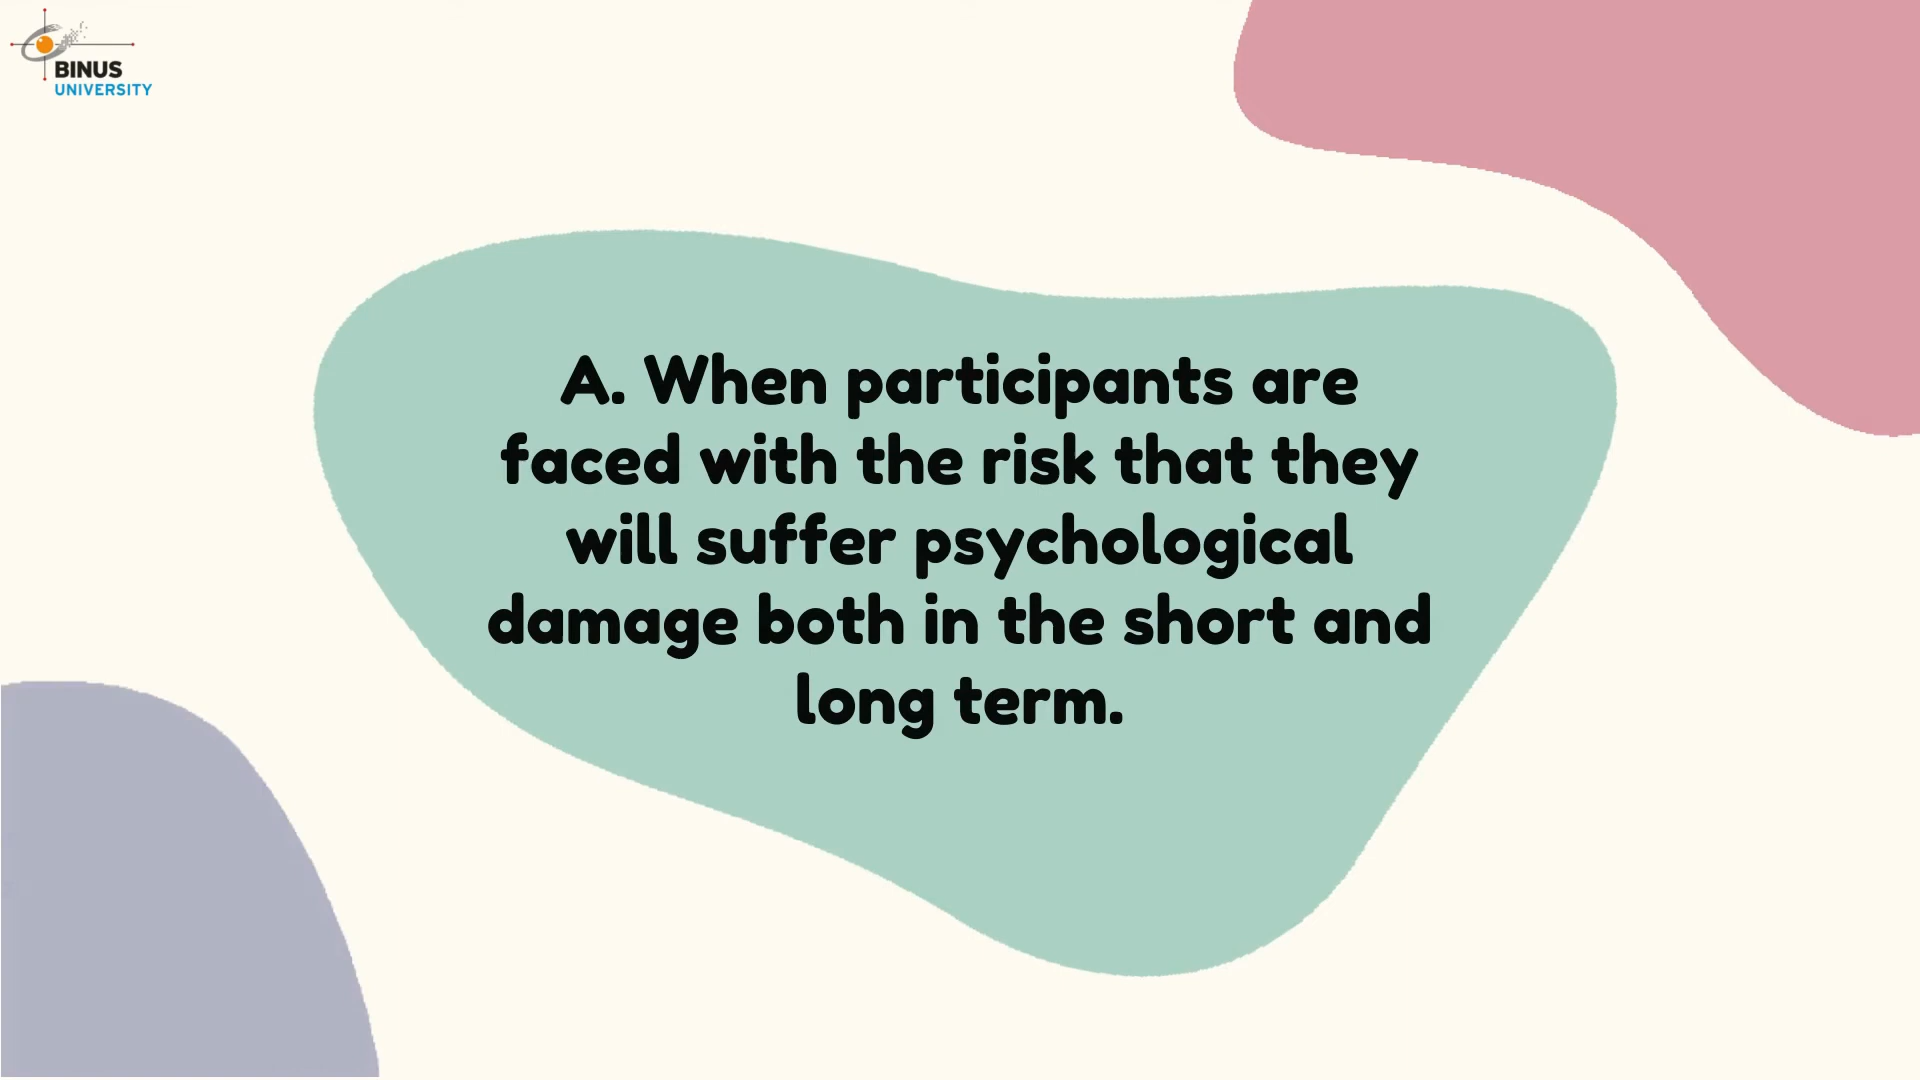 BINUS
UNIVERSITY
A. When participants are
faced with the risk that they
will suffer psychological
damage both in the short and
long term.